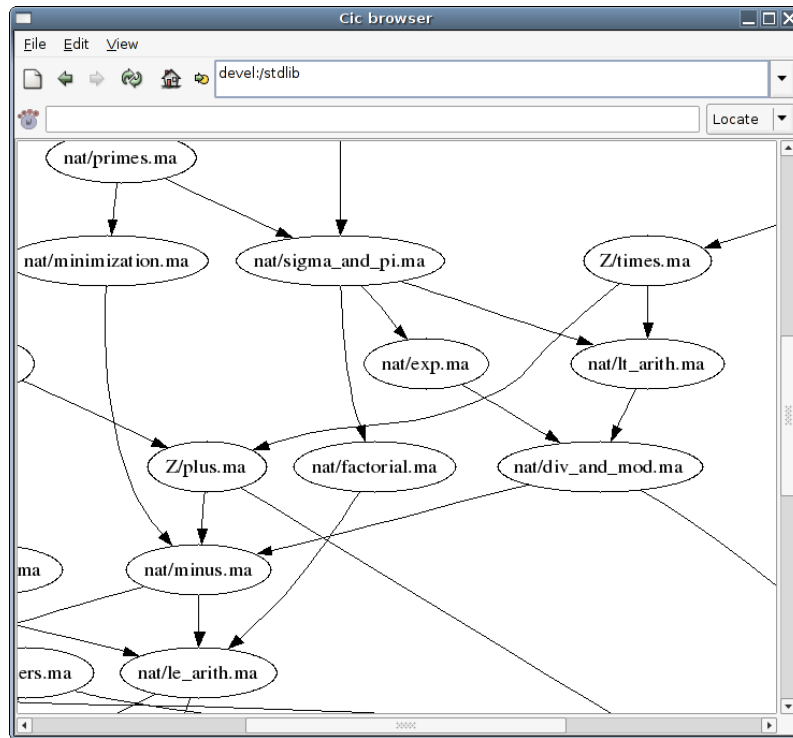 Cic browser
File Edit View
devel:/stdlib
Locate
nat/primes.ma
nat/minimization.ma
nat/sigma_and_pi.ma
Z/times.ma
nat/exp.ma
nat/lt_arith.ma
Z/plus.ma
nat/factorial.ma
nat/div_and_mod.ma
ma
nat/minus.ma
ers.ma
nat/le_arith.ma